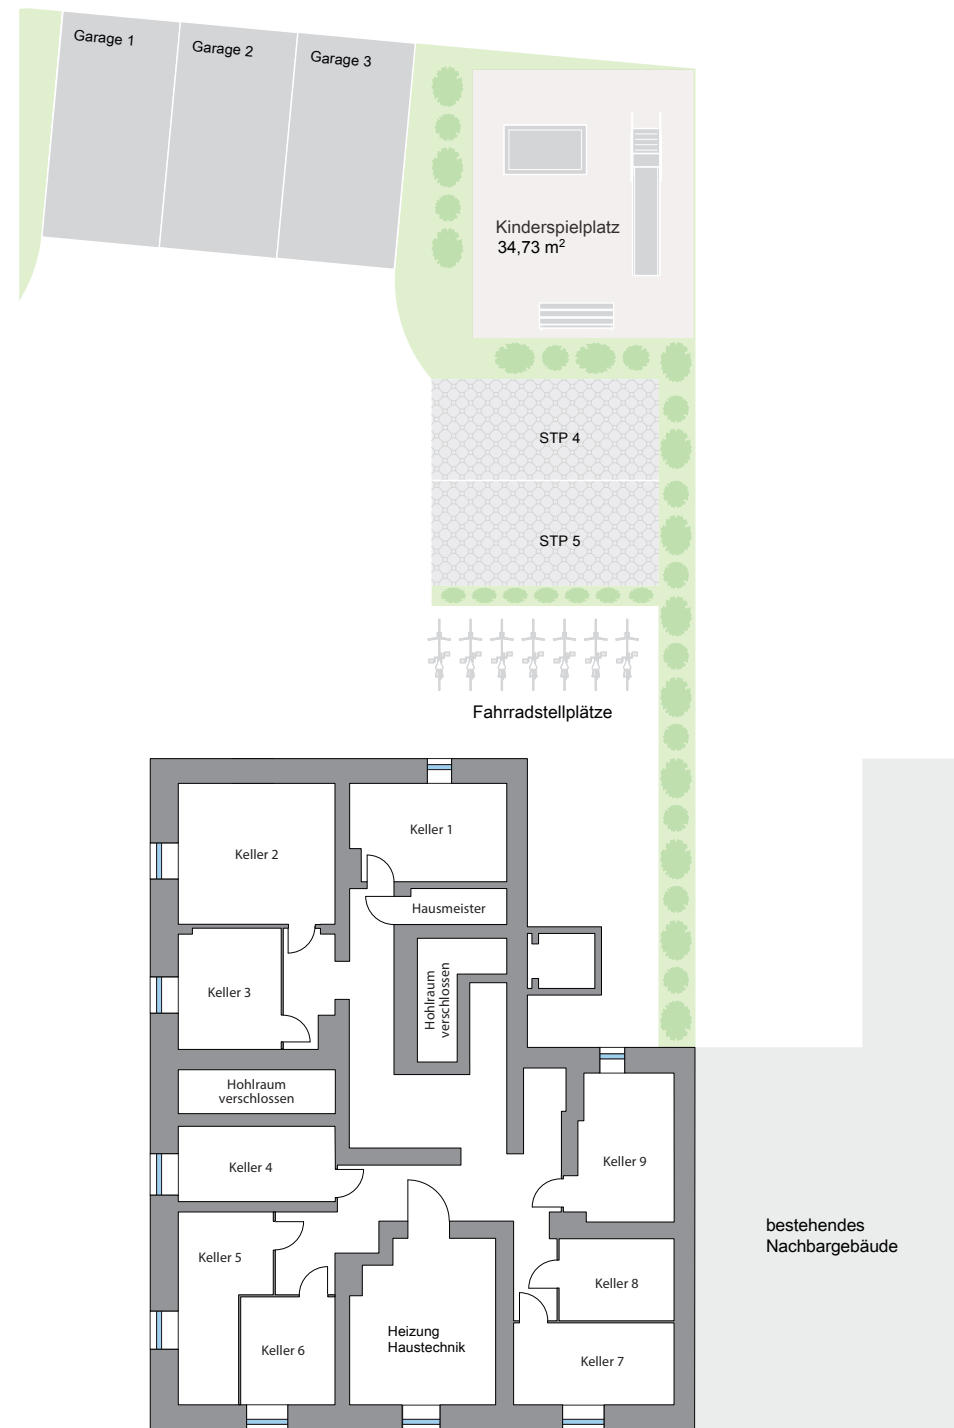 Garage 1
Garage 2
Garage 3
Kinderspielplatz
34,73 m²
STP 4
STP 5
Fahrradstellplätze
Keller 1
Keller 2
Hausmeister
Keller 3
Hohlraum
verschlossen
Hohlraum
verschlossen
Keller 4
Keller 9
bestehendes
Nachbargebäude
Keller 5
Keller 8
Heizung
Haustechnik
Keller 6
Keller 7